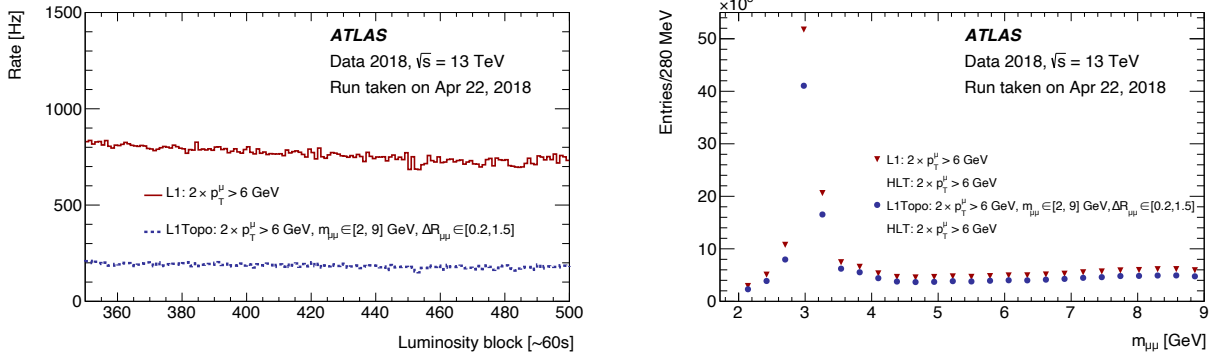 Rate [Hz]
1500
1000
500
0
ATLAS
Data 2018, √s = 13 TeV
Run taken on Apr 22, 2018
L1: 2 × p_T^μ > 6 GeV
L1Topo: 2 × p_T^μ > 6 GeV, m_μμ ∈ [2, 9] GeV, ΔR_μμ ∈ [0.2,1.5]
360 380 400 420 440 460 480 500
Luminosity block [~60s]
Entries/280 MeV
50
40
30
20
10
0
ATLAS
Data 2018, √s = 13 TeV
Run taken on Apr 22, 2018
L1: 2 × p_T^μ > 6 GeV
HLT: 2 × p_T^μ > 6 GeV
L1Topo: 2 × p_T^μ > 6 GeV, m_μμ ∈ [2, 9] GeV, ΔR_μμ ∈ [0.2,1.5]
HLT: 2 × p_T^μ > 6 GeV
2 3 4 5 6 7 8 9
m_μμ [GeV]